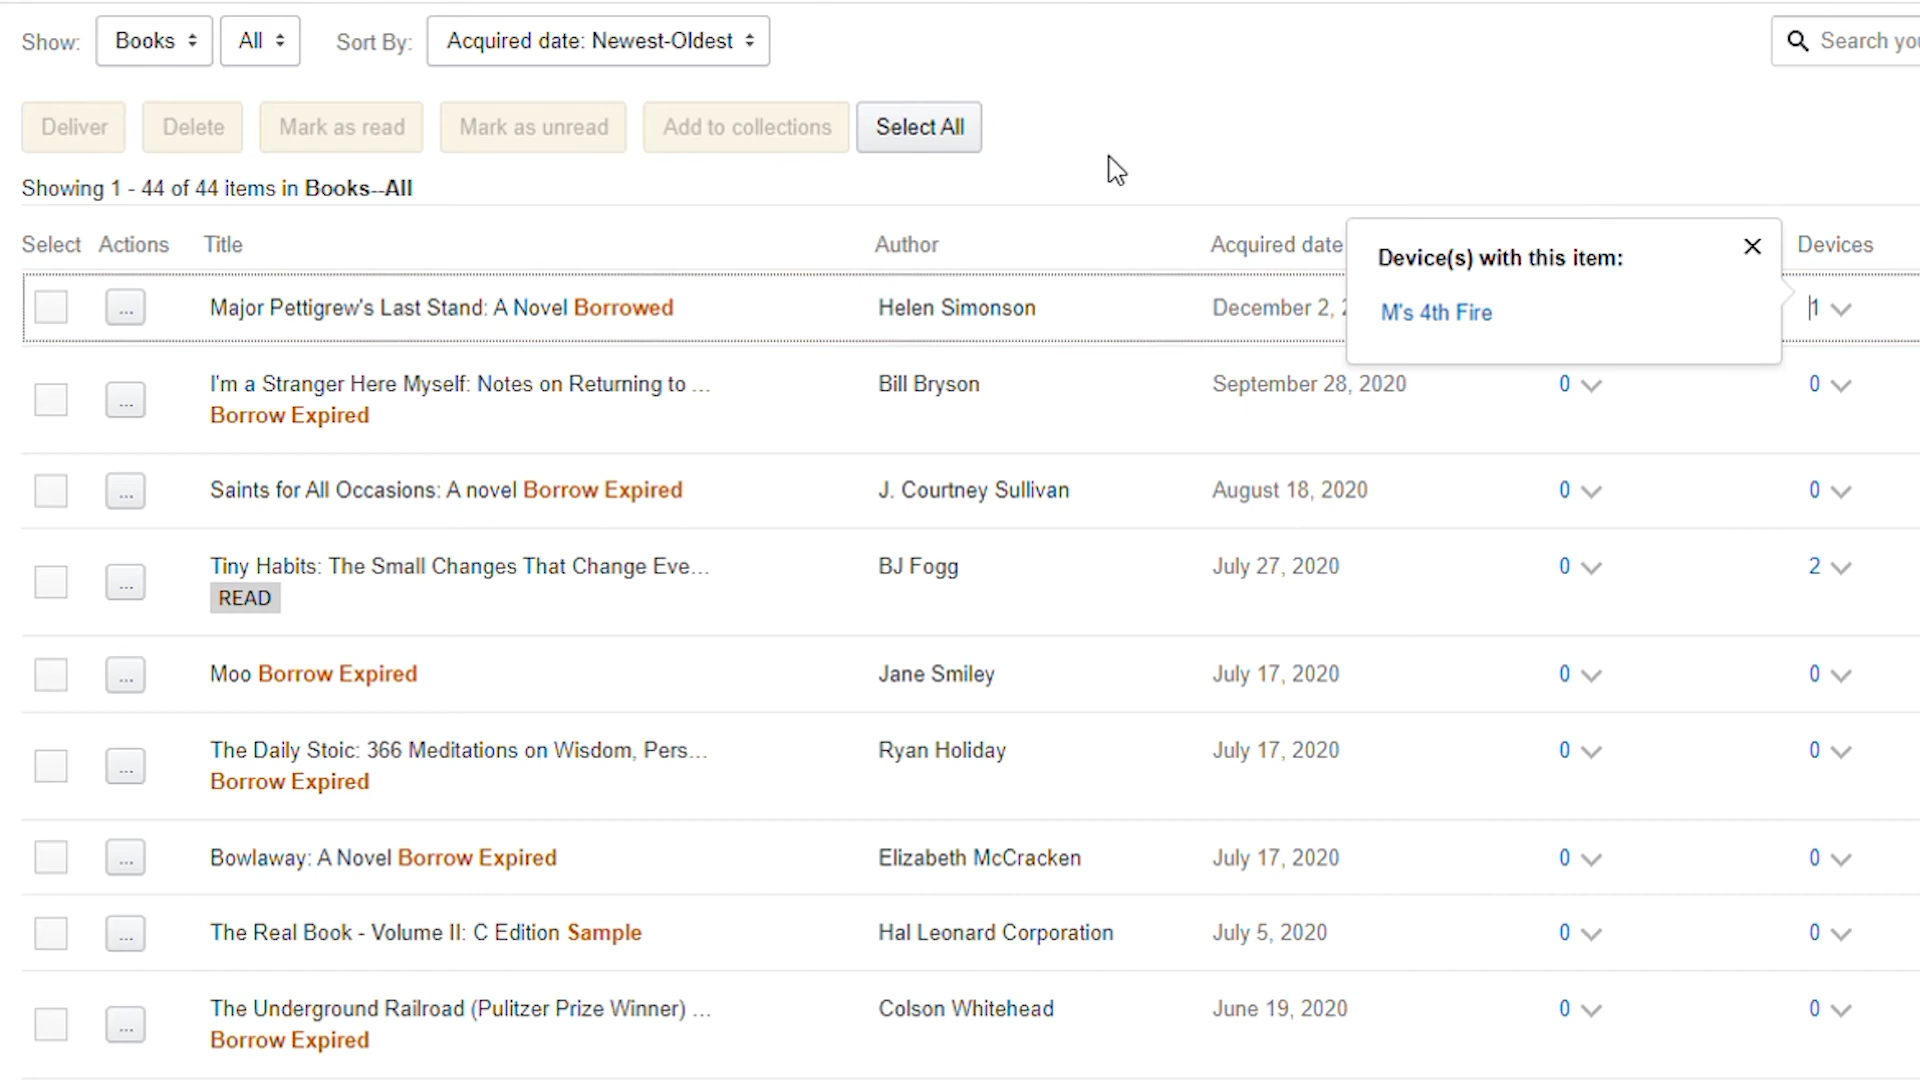 Show: Books All Sort By: Acquired date: Newest-Oldest Search
Deliver Delete Mark as read Mark as unread Add to collections Select All
Showing 1 - 44 of 44 items in Books--All
Select Actions Title Author Acquired date Devices
Device(s) with this item:
M's 4th Fire
... Major Pettigrew's Last Stand: A Novel Borrowed Helen Simonson December 2, 1
... I'm a Stranger Here Myself: Notes on Returning to ... Bill Bryson September 28, 2020 0 0
Borrow Expired
... Saints for All Occasions: A novel Borrow Expired J. Courtney Sullivan August 18, 2020 0 0
... Tiny Habits: The Small Changes That Change Eve... BJ Fogg July 27, 2020 0 2
READ
... Moo Borrow Expired Jane Smiley July 17, 2020 0 0
... The Daily Stoic: 366 Meditations on Wisdom, Pers... Ryan Holiday July 17, 2020 0 0
Borrow Expired
... Bowlaway: A Novel Borrow Expired Elizabeth McCracken July 17, 2020 0 0
... The Real Book - Volume II: C Edition Sample Hal Leonard Corporation July 5, 2020 0 0
... The Underground Railroad (Pulitzer Prize Winner) ... Colson Whitehead June 19, 2020 0 0
Borrow Expired